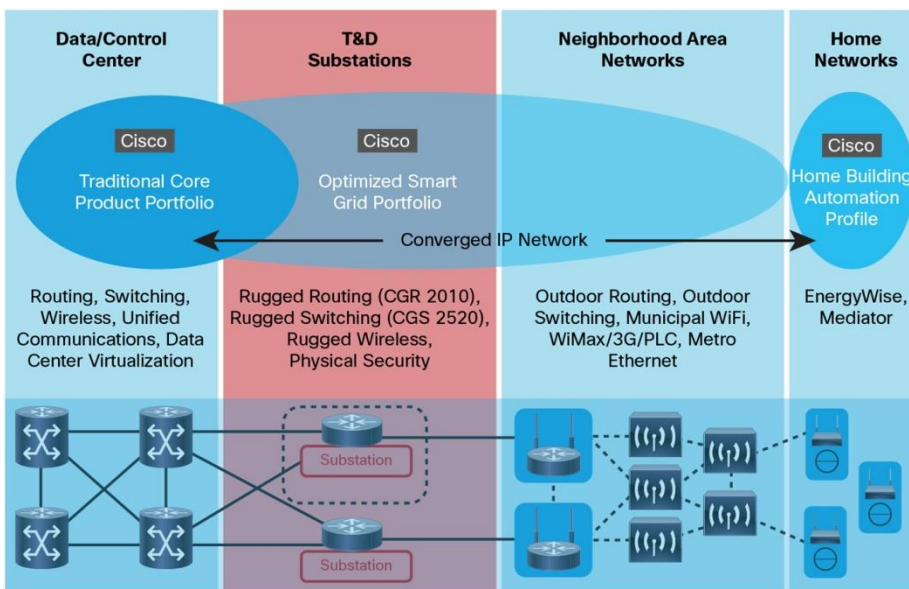 Data/Control
Center
T&D
Substations
Neighborhood Area
Networks
Home
Networks
Cisco
Traditional Core
Product Portfolio
Cisco
Optimized Smart
Grid Portfolio
Cisco
Home Building
Automation
Profile
Converged IP Network
Routing, Switching,
Wireless, Unified
Communications, Data
Center Virtualization
Rugged Routing (CGR 2010),
Rugged Switching (CGS 2520),
Rugged Wireless,
Physical Security
Outdoor Routing, Outdoor
Switching, Municipal WiFi,
WiMax/3G/PLC, Metro
Ethernet
EnergyWise,
Mediator
Substation
Substation